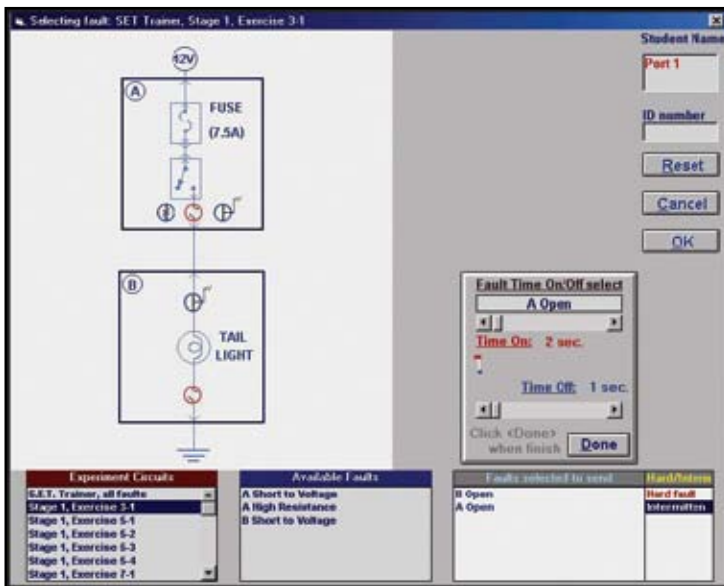 Selecting fault: SET Trainer, Stage 1, Exercise 3-1
Student Name
Port 1
ID number
Reset
Cancel
OK
12V
A
FUSE
(7.5A)
B
TAIL
LIGHT
Fault Time On/Off select
A Open
Time On: 2 sec.
Time Off: 1 sec.
Click <Done>
when finish
Done
Experiment Circuits
S.E.T. Trainer, all faults
Stage 1, Exercise 3-1
Stage 1, Exercise 5-1
Stage 1, Exercise 5-2
Stage 1, Exercise 5-3
Stage 1, Exercise 5-4
Stage 1, Exercise 7-1
Available Faults
A Short to Voltage
A High Resistance
B Short to Voltage
Faults selected to send
Hard/Interm
B Open
Hard fault
A Open
Intermitten